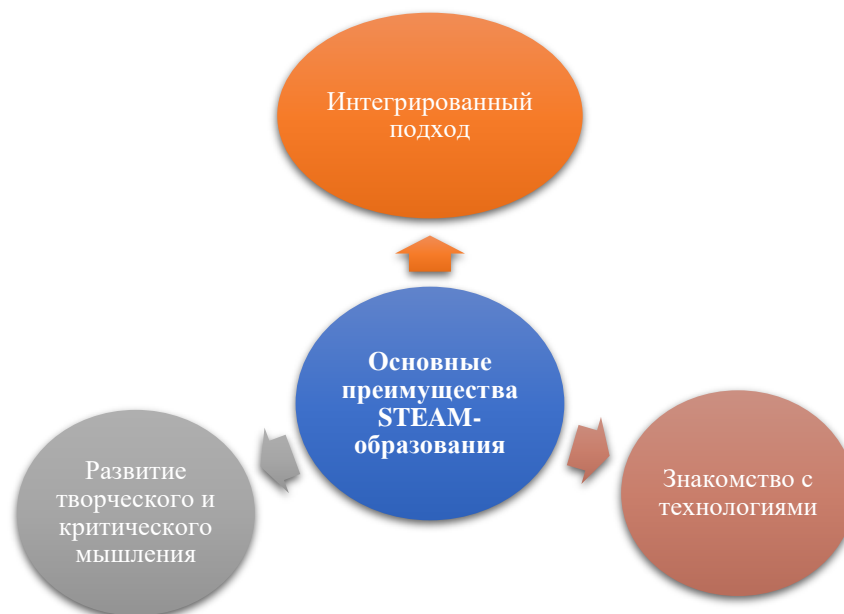 Интегрированный
подход
Основные
преимущества
STEAM-
образования
Развитие
творческого и
критического
мышления
Знакомство с
технологиями